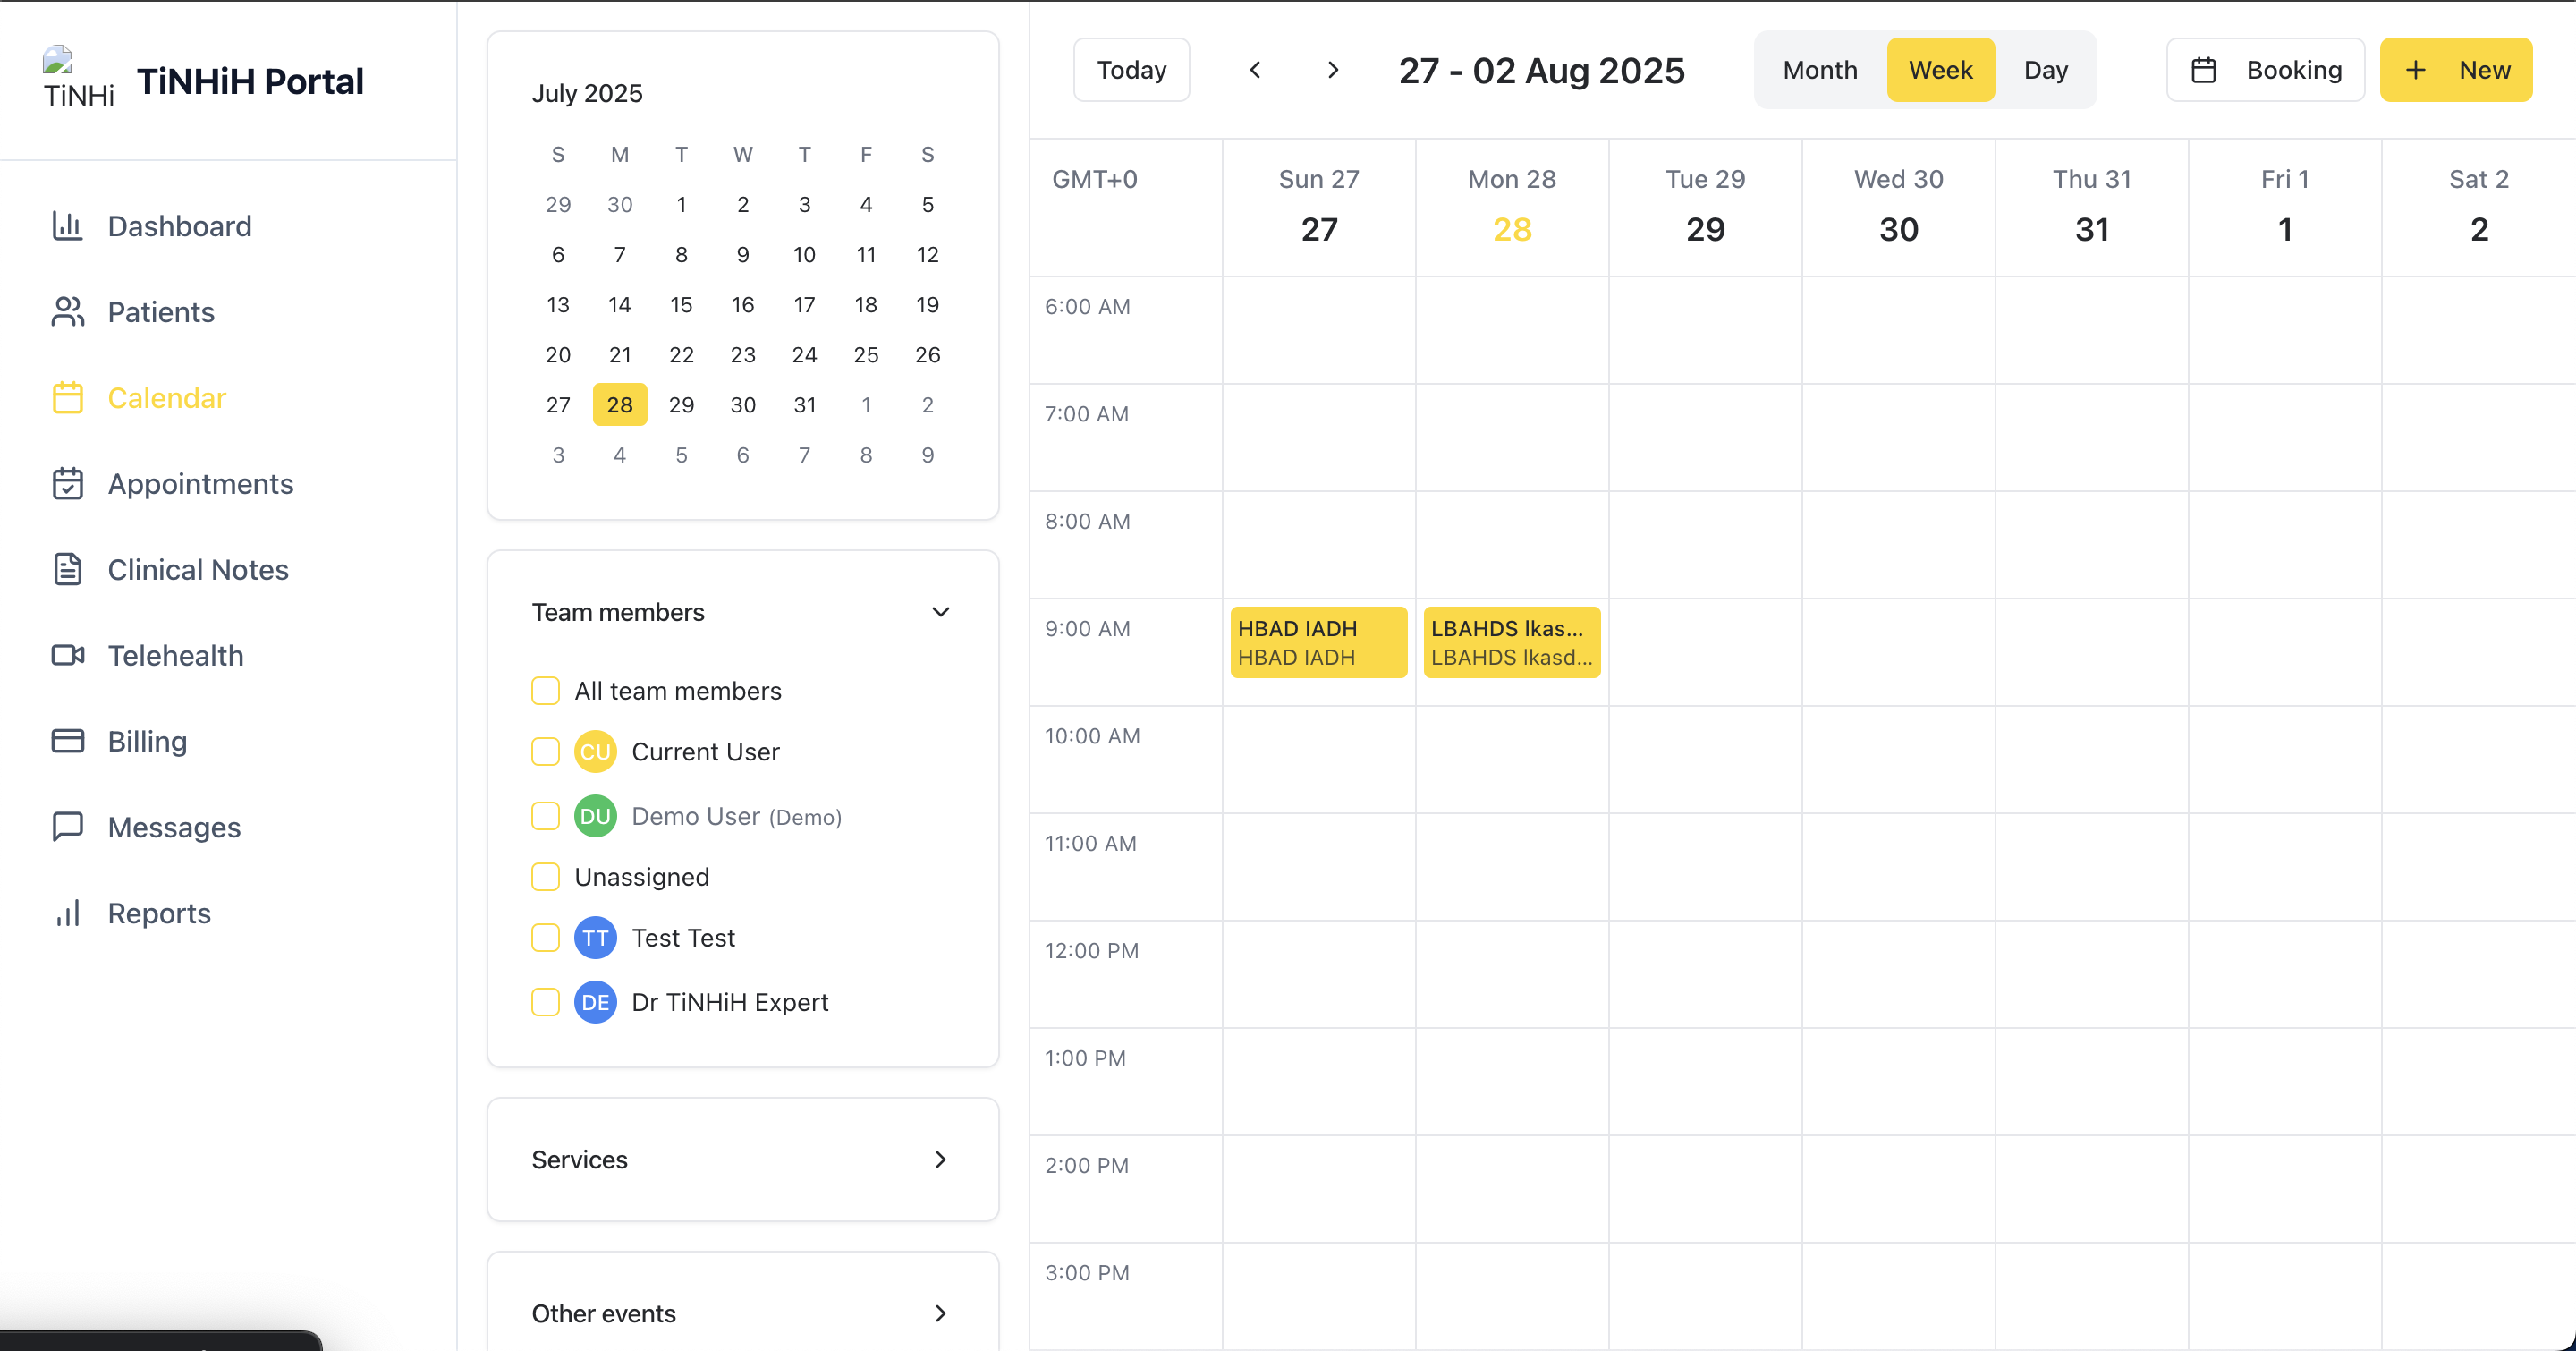 TiNHi
TiNHiH Portal
Dashboard
Patients
Calendar
Appointments
Clinical Notes
Telehealth
Billing
Messages
Reports
July 2025
S M T W T F S
29 30 1 2 3 4 5
6 7 8 9 10 11 12
13 14 15 16 17 18 19
20 21 22 23 24 25 26
27 28 29 30 31 1 2
3 4 5 6 7 8 9
Team members
All team members
CU Current User
DU Demo User (Demo)
Unassigned
TT Test Test
DE Dr TiNHiH Expert
Services
Other events
Today 27 - 02 Aug 2025 Month Week Day Booking + New
GMT+0 Sun 27 Mon 28 Tue 29 Wed 30 Thu 31 Fri 1 Sat 2
27 28 29 30 31 1 2
6:00 AM
7:00 AM
8:00 AM
9:00 AM
HBAD IADH
HBAD IADH
LBAHDS lkas...
LBAHDS lkasd...
10:00 AM
11:00 AM
12:00 PM
1:00 PM
2:00 PM
3:00 PM